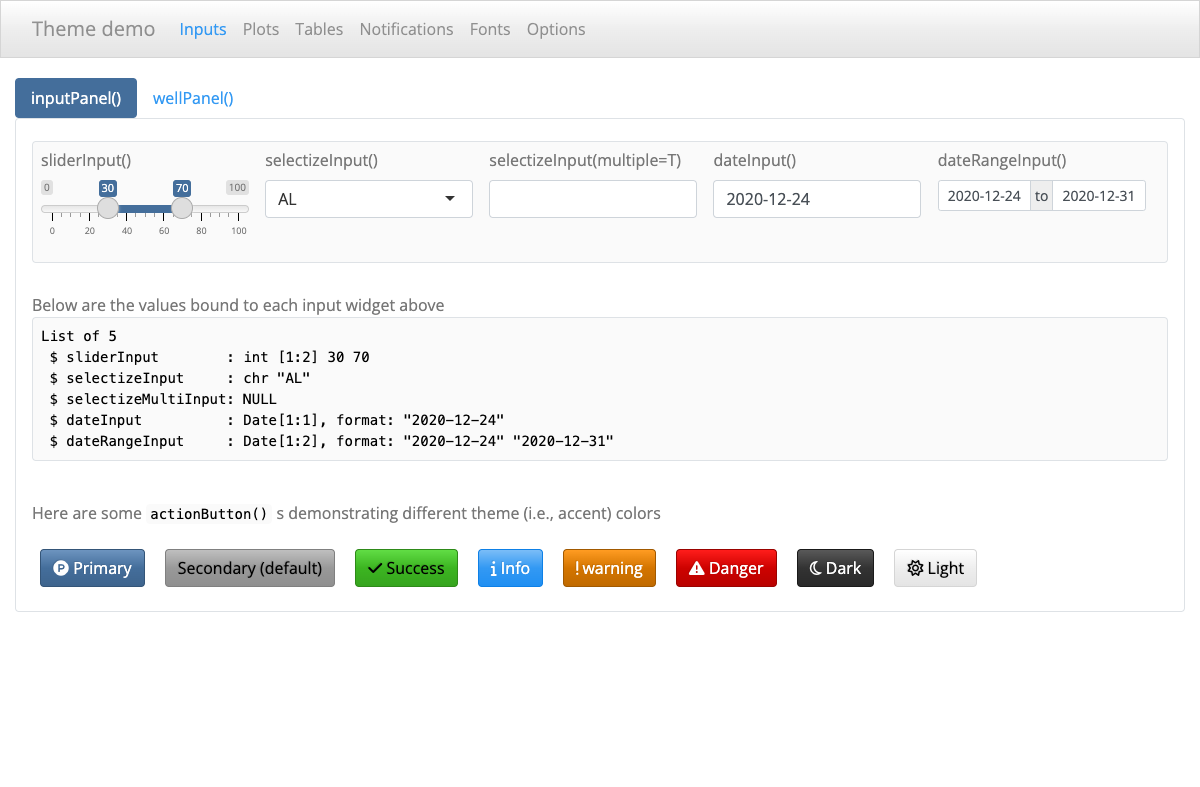 Theme demo Inputs Plots Tables Notifications Fonts Options
inputPanel() wellPanel()
sliderInput() selectizeInput() selectizeInput(multiple=T) dateInput() dateRangeInput()
0 30 70 100
AL 2020-12-24 2020-12-24 to 2020-12-31
0 20 40 60 80 100
Below are the values bound to each input widget above
List of 5
 $ sliderInput        : int [1:2] 30 70
 $ selectizeInput     : chr "AL"
 $ selectizeMultiInput: NULL
 $ dateInput          : Date[1:1], format: "2020-12-24"
 $ dateRangeInput     : Date[1:2], format: "2020-12-24" "2020-12-31"
Here are some actionButton() s demonstrating different theme (i.e., accent) colors
Primary Secondary (default) Success Info warning Danger Dark Light